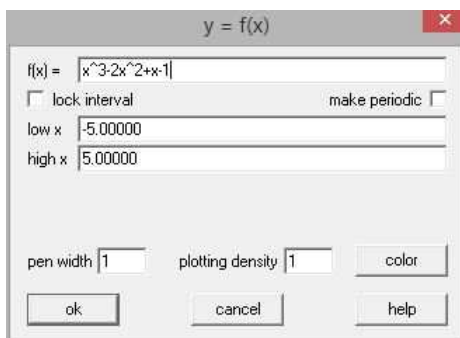 y = f(x)
f(x) = x^3-2x^2+x-1
lock interval make periodic
low x -5.00000
high x 5.00000
pen width 1 plotting density 1 color
ok cancel help